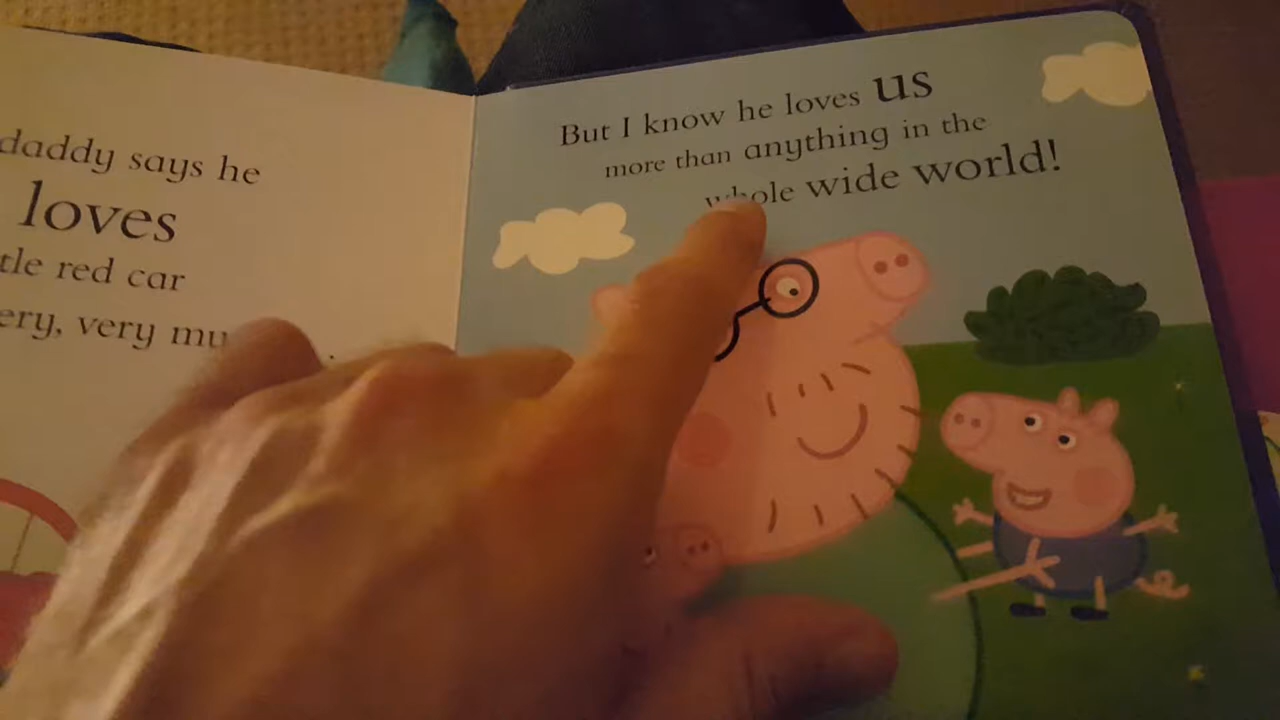 daddy says he
loves
tle red car
ery, very mu
But I know he loves us
more than anything in the
whole wide world!